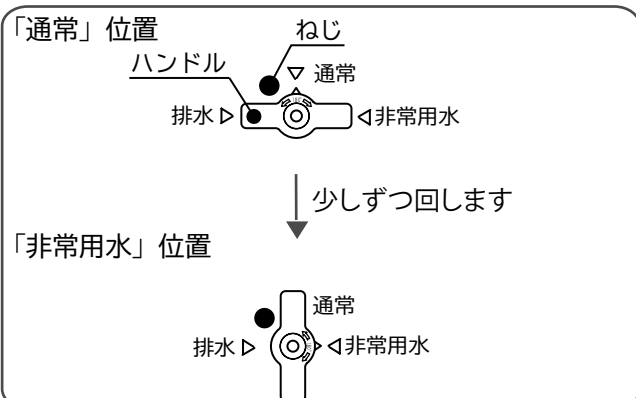 「通常」位置
ねじ
ハンドル
▽ 通常
排水 ▷
◁非常用水
少しずつ回します
「非常用水」位置
通常
排水 ▷
◁非常用水